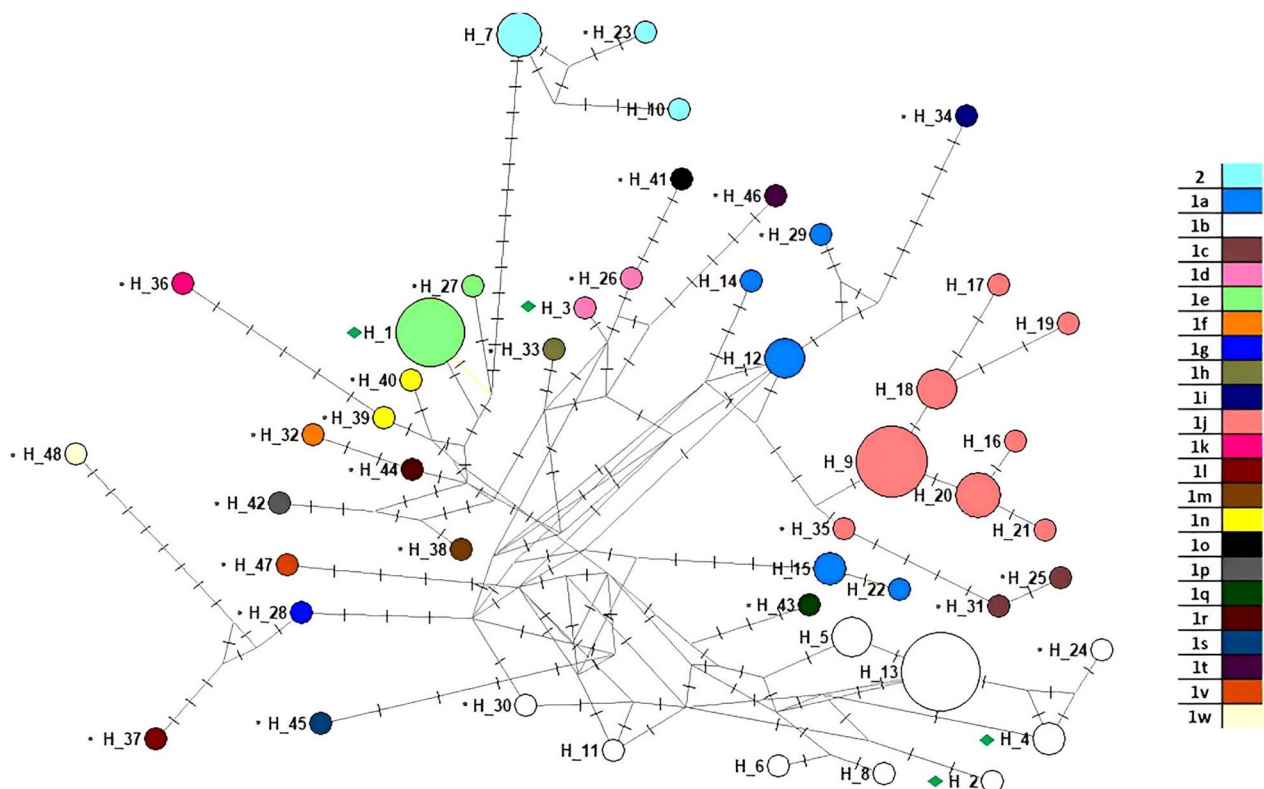 H_7
* H_23
H_10
* H_34
* H_41
* H_46
* H_29
* H_36
* H_27
* H_26
H_14
H_17
H_3
H_19
H_1
* H_33
H_12
* H_40
H_18
* H_39
* H_32
H_16
* H_48
* H_44
H_9
H_20
* H_42
H_21
* H_35
* H_38
* H_47
H_15
* H_25
H_22
* H_28
* H_43
* H_31
H_5
* H_24
H_13
* H_30
* H_45
* H_37
H_4
H_11
H_6
H_8
H_2
2
1a
1b
1c
1d
1e
1f
1g
1h
1i
1j
1k
1l
1m
1n
1o
1p
1q
1r
1s
1t
1v
1w